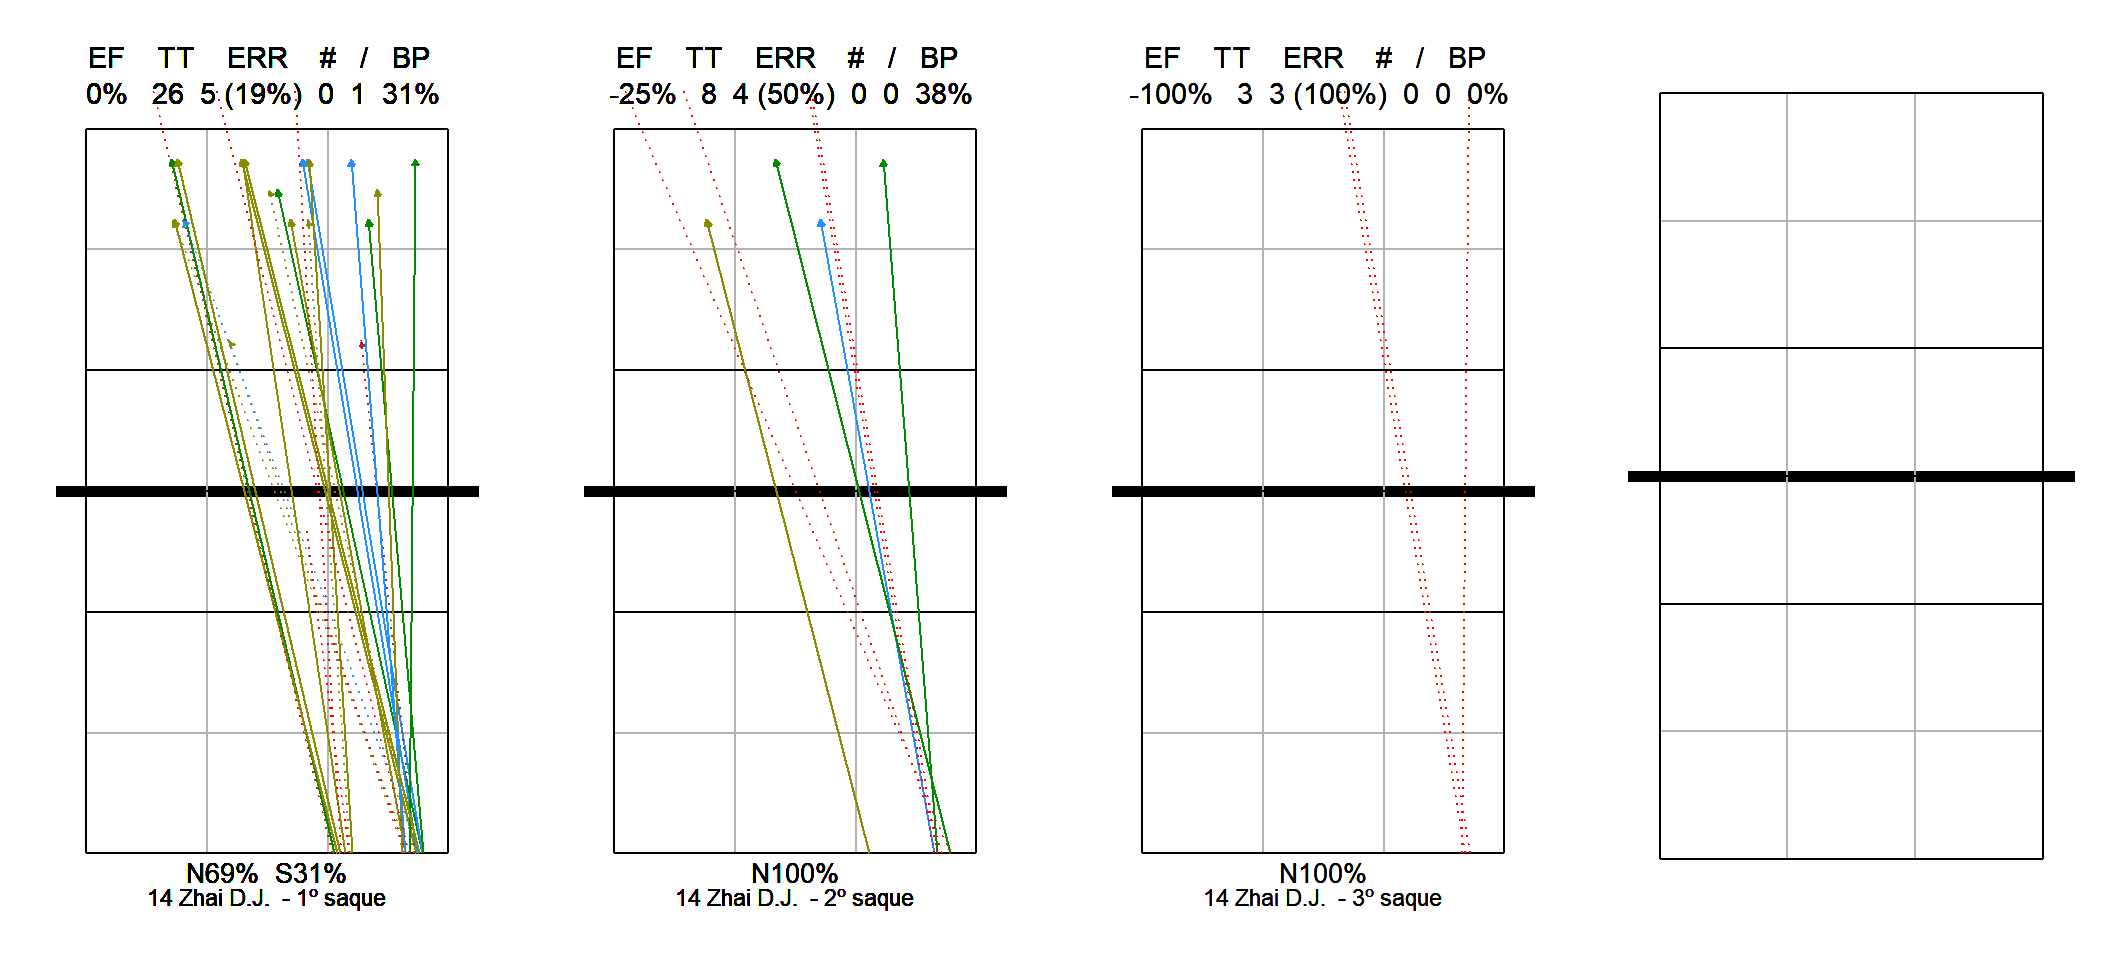 EF TT ERR # / BP
0% 26 5 (19%) 0 1 31%
N69% S31%
14 Zhai D.J. - 1º saque
EF TT ERR # / BP
-25% 8 4 (50%) 0 0 38%
N100%
14 Zhai D.J. - 2º saque
EF TT ERR # / BP
-100% 3 3 (100%) 0 0 0%
N100%
14 Zhai D.J. - 3º saque